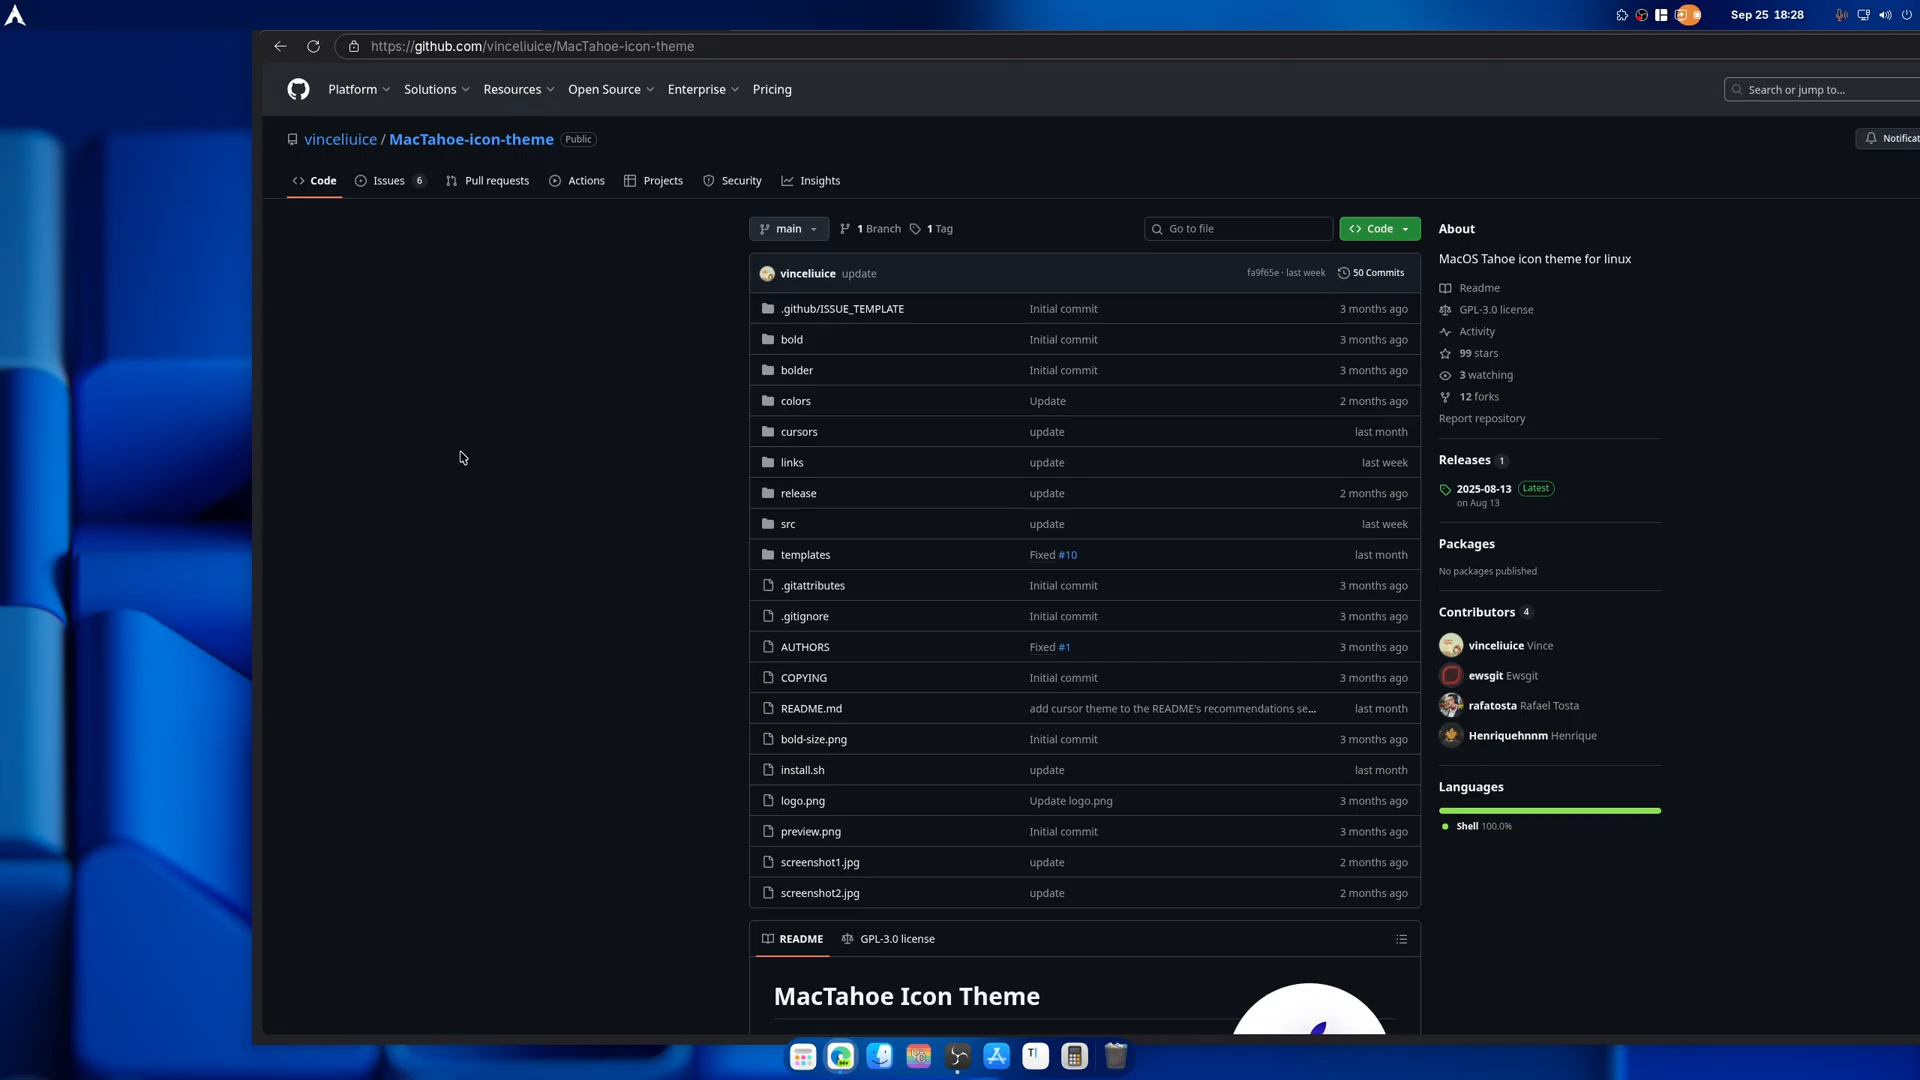 Sep 25 18:28
https://github.com/vinceliuice/MacTahoe-icon-theme
Platform Solutions Resources Open Source Enterprise Pricing
Search or jump to...
vinceliuice / MacTahoe-icon-theme Public
Notificat
Code Issues 6 Pull requests Actions Projects Security Insights
main 1 Branch 1 Tag Go to file Code
vinceliuice update fa9f65e · last week 50 Commits
.github/ISSUE_TEMPLATE Initial commit 3 months ago
bold Initial commit 3 months ago
bolder Initial commit 3 months ago
colors Update 2 months ago
cursors update last month
links update last week
release update 2 months ago
src update last week
templates Fixed #10 last month
.gitattributes Initial commit 3 months ago
.gitignore Initial commit 3 months ago
AUTHORS Fixed #1 3 months ago
COPYING Initial commit 3 months ago
README.md add cursor theme to the README's recommendations se... last month
bold-size.png Initial commit 3 months ago
install.sh update last month
logo.png Update logo.png 3 months ago
preview.png Initial commit 3 months ago
screenshot1.jpg update 2 months ago
screenshot2.jpg update 2 months ago
README GPL-3.0 license
MacTahoe Icon Theme
About
MacOS Tahoe icon theme for linux
Readme
GPL-3.0 license
Activity
99 stars
3 watching
12 forks
Report repository
Releases 1
2025-08-13 Latest
on Aug 13
Packages
No packages published
Contributors 4
vinceliuice Vince
ewsgit Ewsgit
rafatosta Rafael Tosta
Henriquehnnm Henrique
Languages
Shell 100.0%